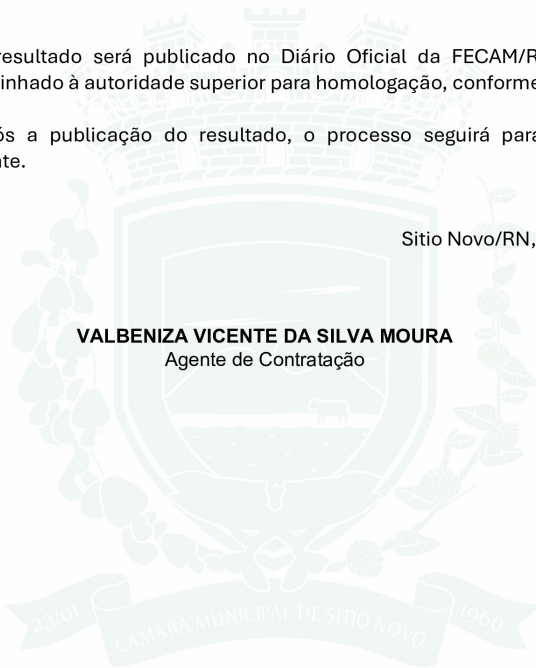 resultado será publicado no Diário Oficial da FECAM/R
inhado à autoridade superior para homologação, conforme
ós a publicação do resultado, o processo seguirá para
te.
Sitio Novo/RN,
VALBENIZA VICENTE DA SILVA MOURA
Agente de Contratação
23/01 CÂMARA MUNICIPAL DE SITIO NOVO 1960